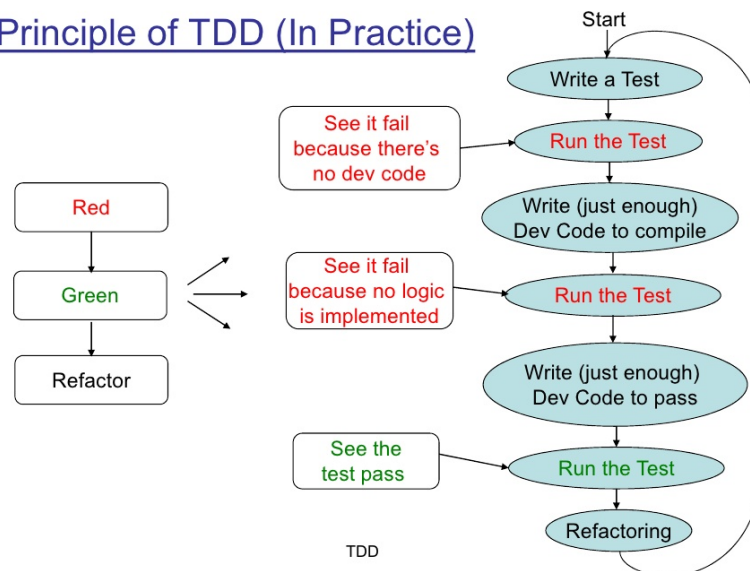 Principle of TDD (In Practice)
Start
Write a Test
See it fail
because there's
no dev code
Run the Test
Red
Write (just enough)
Dev Code to compile
Green
See it fail
because no logic
is implemented
Run the Test
Refactor
Write (just enough)
Dev Code to pass
See the
test pass
Run the Test
Refactoring
TDD